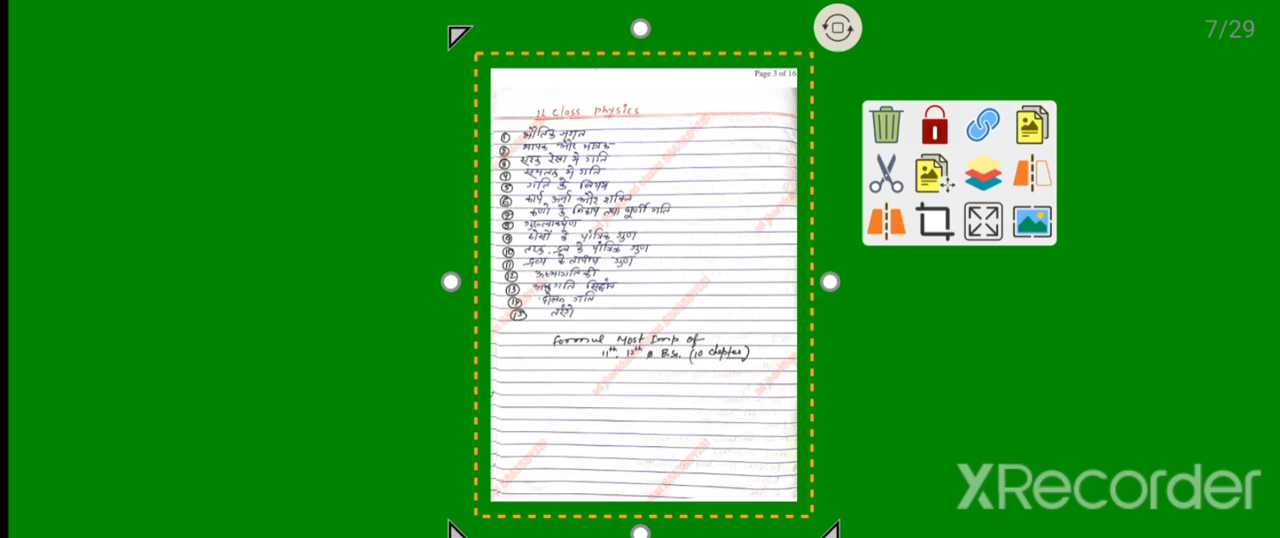 7/29
Page 3 of 16
12 class physics
① भौतिक जगत
② मापक और मात्रक
③ सरल रेखा मे गति
④ समतल मे गति
⑤ गति के नियम
⑥ कार्य, ऊर्जा और शक्ति
⑦ कणो के निकाय तथा घूर्णी गति
⑧ गुरुत्वाकर्षण
⑨ ठोसों के यांत्रिक गुण
⑩ तरल के यांत्रिक गुण
⑪ द्रव्य के तापीय गुण
⑫ ऊष्मागतिकी
⑬ अणुगति सिद्धांत
⑭ दोलन गति
⑮ तरंगे
formul Most Imp of
11th, 12th B.Sc. (10 chapter)
XRecorder